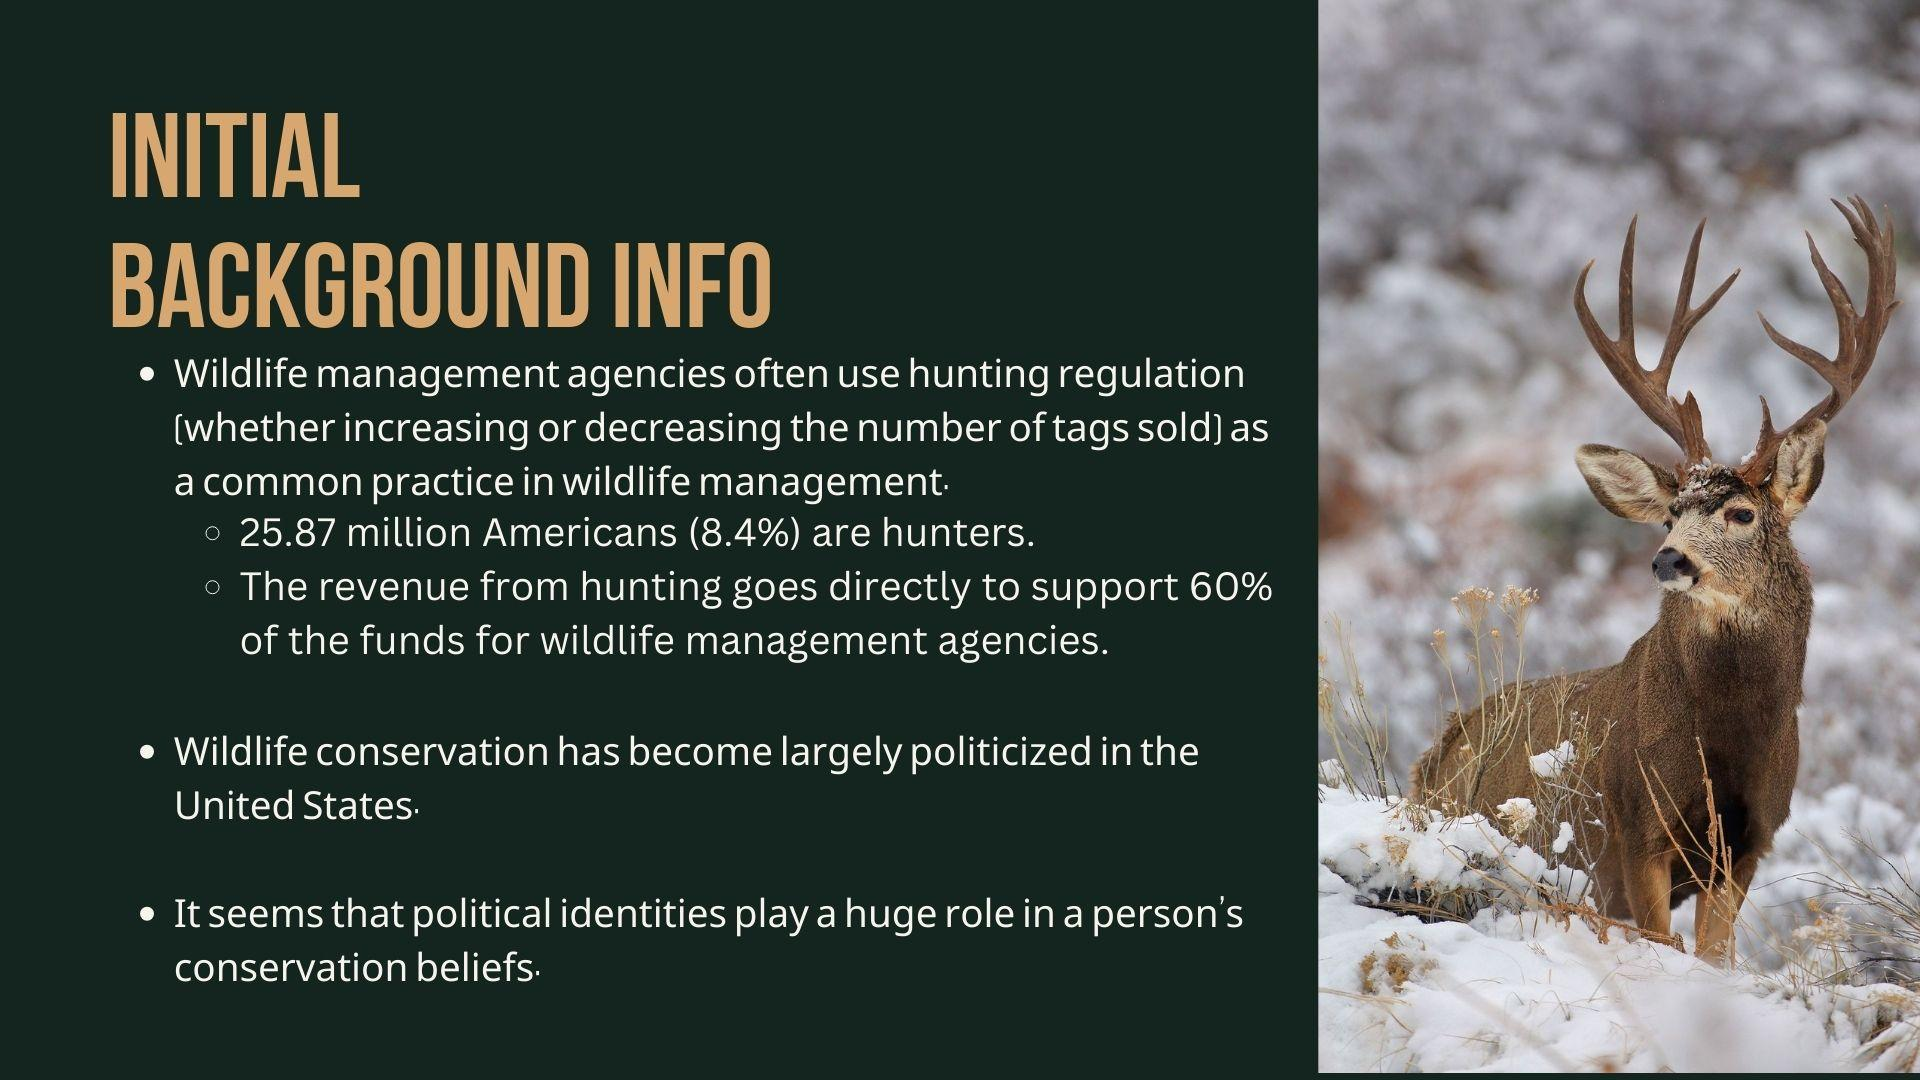 INITIAL
BACKGROUND INFO
• Wildlife management agencies often use hunting regulation
(whether increasing or decreasing the number of tags sold) as
a common practice in wildlife management.
◦ 25.87 million Americans (8.4%) are hunters.
◦ The revenue from hunting goes directly to support 60%
of the funds for wildlife management agencies.
• Wildlife conservation has become largely politicized in the
United States.
• It seems that political identities play a huge role in a person's
conservation beliefs.